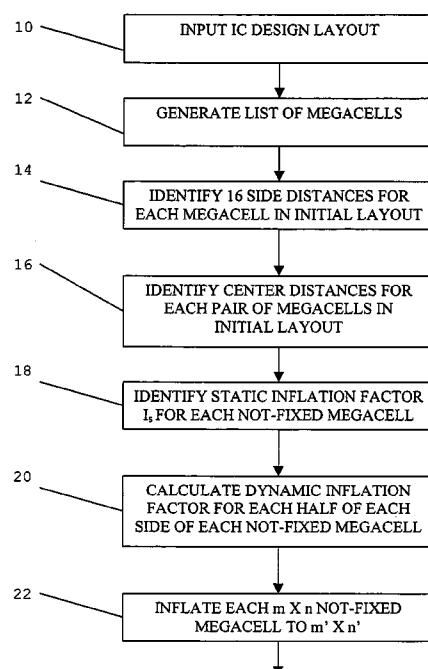 10
INPUT IC DESIGN LAYOUT
12
GENERATE LIST OF MEGACELLS
14
IDENTIFY 16 SIDE DISTANCES FOR
EACH MEGACELL IN INITIAL LAYOUT
16
IDENTIFY CENTER DISTANCES FOR
EACH PAIR OF MEGACELLS IN
INITIAL LAYOUT
18
IDENTIFY STATIC INFLATION FACTOR
Is FOR EACH NOT-FIXED MEGACELL
20
CALCULATE DYNAMIC INFLATION
FACTOR FOR EACH HALF OF EACH
SIDE OF EACH NOT-FIXED MEGACELL
22
INFLATE EACH m X n NOT-FIXED
MEGACELL TO m' X n'